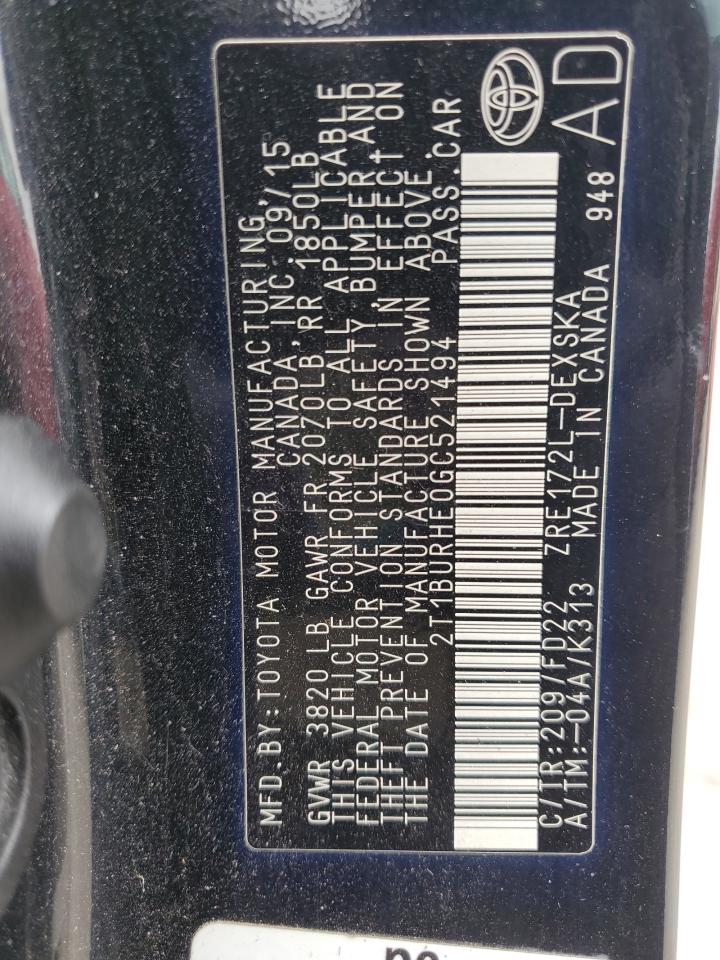 MFD.BY:TOYOTA MOTOR MANUFACTURING,
CANADA, INC. 09/15
GVWR 3820 LB GAWR FR 2070LB,RR 1850LB
THIS VEHICLE CONFORMS TO ALL APPLICABLE
FEDERAL MOTOR VEHICLE SAFETY, BUMPER AND
THEFT PREVENTION STANDARDS IN EFFECT ON
THE DATE OF MANUFACTURE SHOWN ABOVE.
2T1BURHE0GC521494 PASS.CAR
C/TR:209/FD22 ZRE172L-DEXSKA
A/TM:-04A/K313 MADE IN CANADA 948
AD